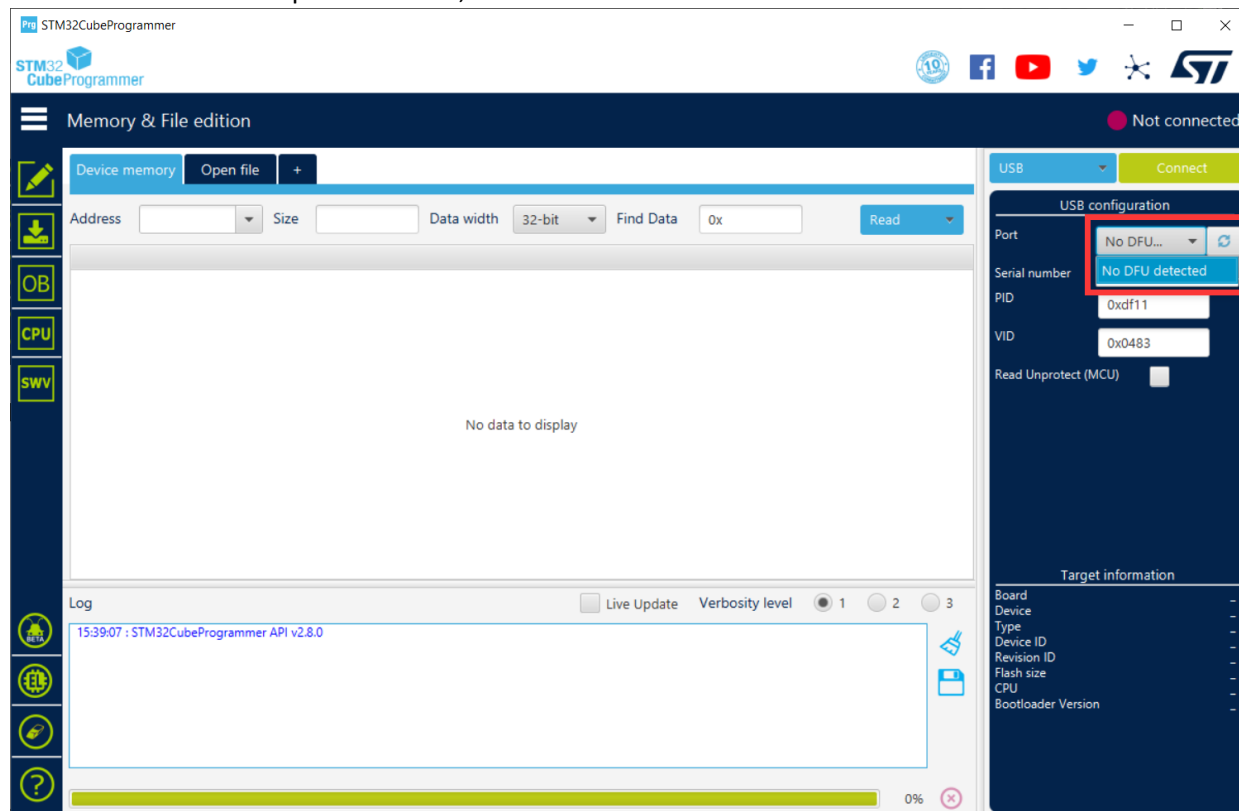 Prg STM32CubeProgrammer
STM32
CubeProgrammer
10
Memory & File edition
Not connected
Device memory Open file +
USB Connect
Address Size Data width 32-bit Find Data 0x Read
USB configuration
Port No DFU...
No DFU detected
Serial number
PID 0xdf11
VID 0x0483
Read Unprotect (MCU)
OB
CPU
SWV
No data to display
Log Live Update Verbosity level 1 2 3
15:39:07 : STM32CubeProgrammer API v2.8.0
Target information
Board –
Device –
Type –
Device ID –
Revision ID –
Flash size –
CPU –
Bootloader Version –
BETA
EL
?
0%